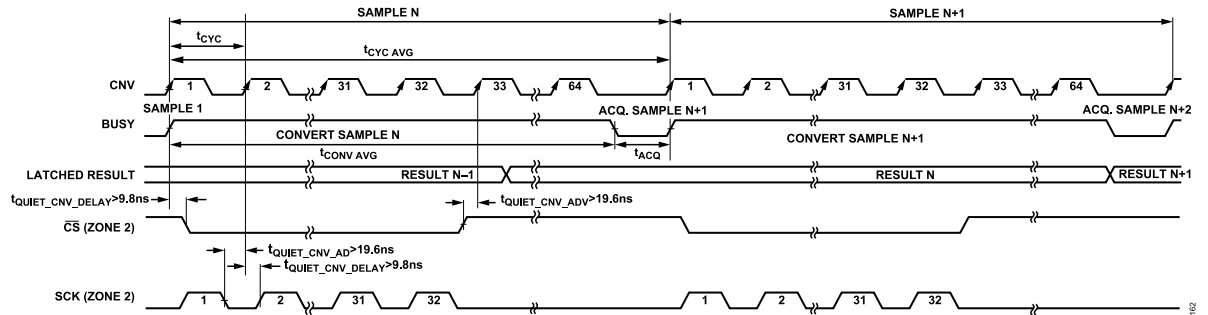 SAMPLE N
SAMPLE N+1
tCYC
tCYC AVG
CNV
1 2 31 32 33 64 1 2 31 32 33 64
SAMPLE 1
ACQ. SAMPLE N+1
ACQ. SAMPLE N+2
BUSY
CONVERT SAMPLE N
CONVERT SAMPLE N+1
tCONV AVG
tACQ
LATCHED RESULT
RESULT N–1
RESULT N
RESULT N+1
tQUIET_CNV_DELAY>9.8ns
tQUIET_CNV_ADV>19.6ns
CS (ZONE 2)
tQUIET_CNV_AD>19.6ns
tQUIET_CNV_DELAY>9.8ns
SCK (ZONE 2)
1 2 31 32 1 2 31 32
162